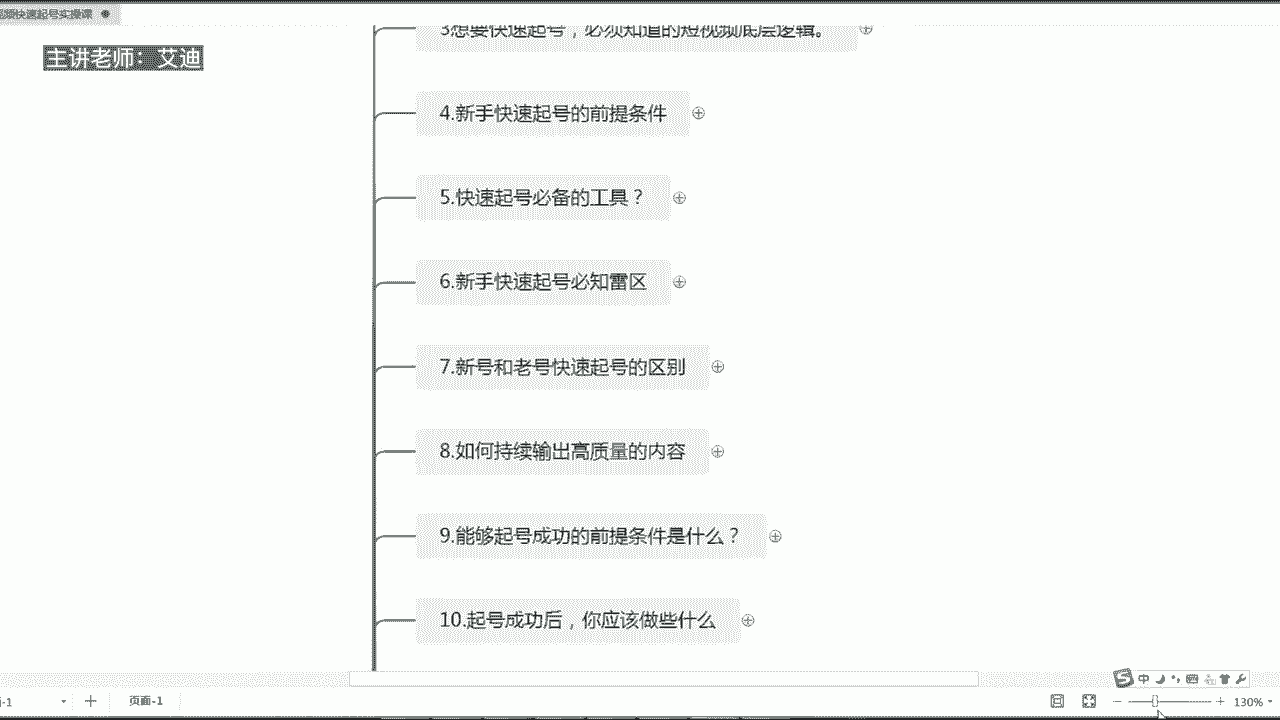 视频快速起号实操课
主讲老师：艾迪
3想要快速起号，必须知道的短视频底层逻辑。
4.新手快速起号的前提条件
5.快速起号必备的工具？
6.新手快速起号必知雷区
7.新号和老号快速起号的区别
8.如何持续输出高质量的内容
9.能够起号成功的前提条件是什么？
10.起号成功后，你应该做些什么
中
-1
页面-1
130%